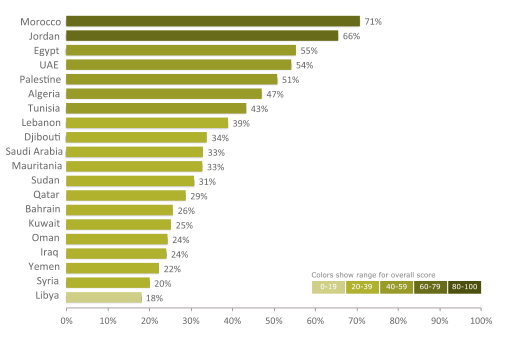 Morocco 71%
Jordan 66%
Egypt 55%
UAE 54%
Palestine 51%
Algeria 47%
Tunisia 43%
Lebanon 39%
Djibouti 34%
Saudi Arabia 33%
Mauritania 33%
Sudan 31%
Qatar 29%
Bahrain 26%
Kuwait 25%
Oman 24%
Iraq 24%
Yemen 22%
Syria 20%
Libya 18%
Colors show range for overall score
0-19 20-39 40-59 60-79 80-100
0% 10% 20% 30% 40% 50% 60% 70% 80% 90% 100%